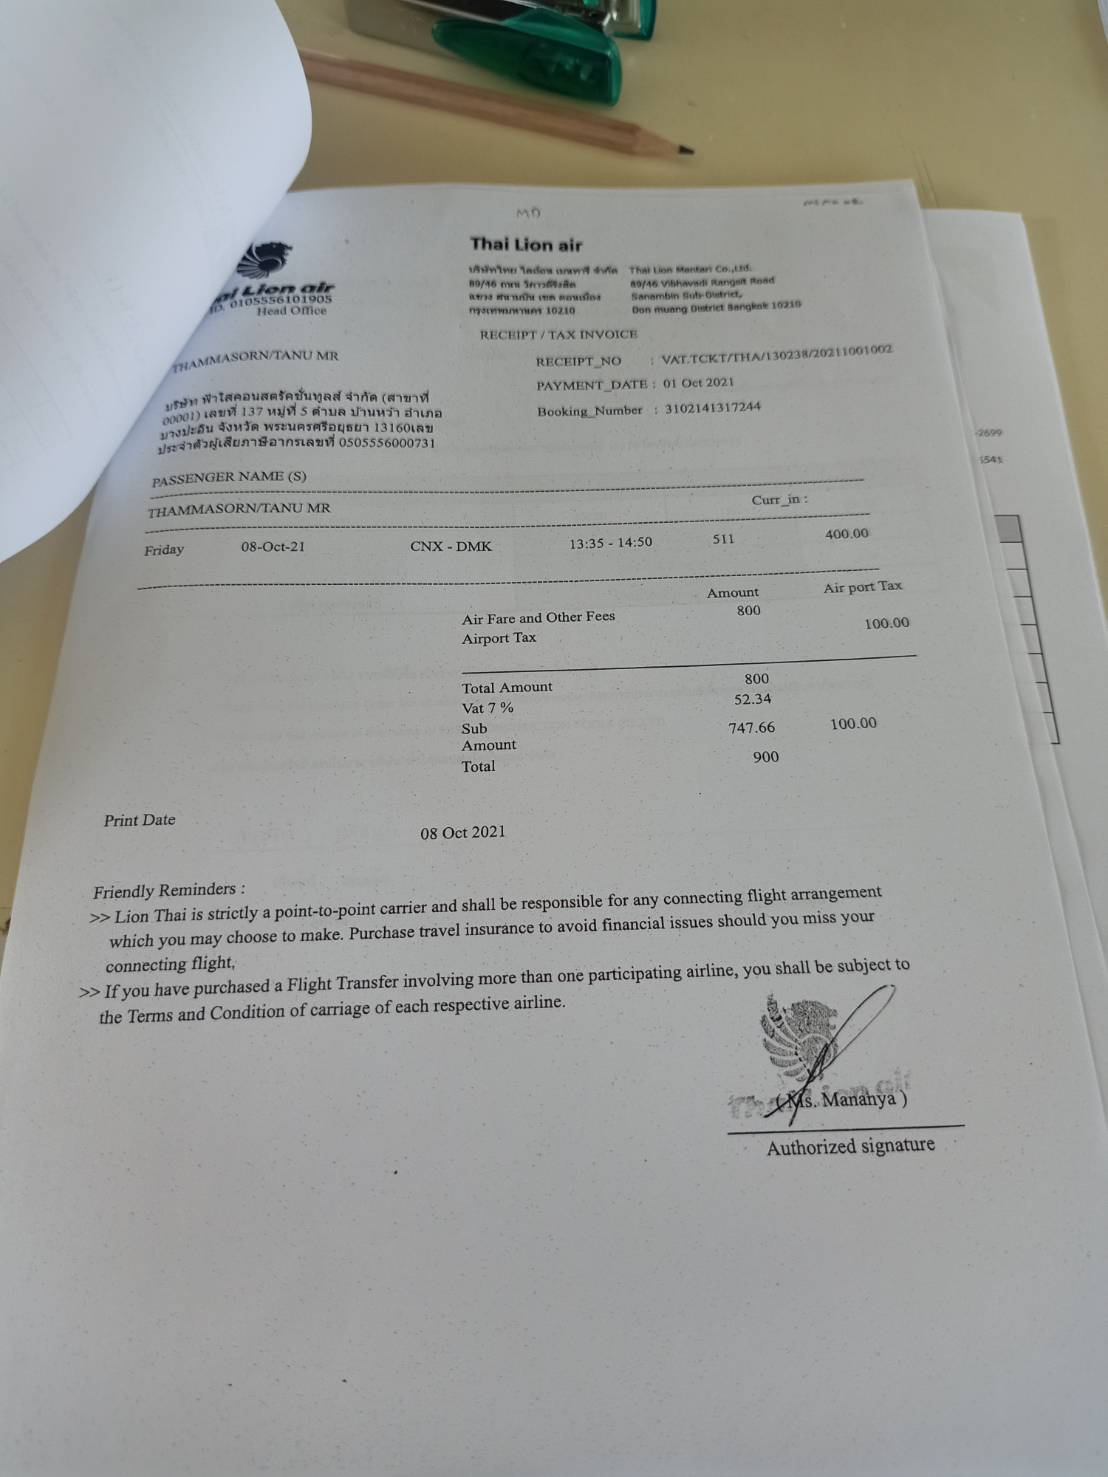 MD
Thai Lion air
บริษัทไทย ไลอ้อน เมนทารี จำกัด Thai Lion Mentari Co.,Ltd.
89/46 ถนน วิภาวดีรังสิต 89/46 Vibhavadi Rangsit Road
แขวง สนามบิน เขต ดอนเมือง Sanambin Sub-District,
กรุงเทพมหานคร 10210 Don muang District Bangkok 10210
ai Lion air
ID. 0105556101905
Head Office
RECEIPT / TAX INVOICE
THAMMASORN/TANU MR
RECEIPT_NO : VAT.TCKT/THA/130238/20211001002
PAYMENT_DATE : 01 Oct 2021
Booking_Number : 3102141317244
บริษัท ฟ้าใสคอนสตรัคชั่นทูลส์ จำกัด (สาขาที่
00001) เลขที่ 137 หมู่ที่ 5 ตำบล บ้านหว้า อำเภอ
บางปะอิน จังหวัด พระนครศรีอยุธยา 13160เลข
ประจำตัวผู้เสียภาษีอากรเลขที่ 0505556000731
-2699
5541
PASSENGER NAME (S)
THAMMASORN/TANU MR Curr_in :
Friday 08-Oct-21 CNX - DMK 13:35 - 14:50 511 400.00
Amount Air port Tax
Air Fare and Other Fees 800
Airport Tax 100.00
Total Amount 800
Vat 7 % 52.34
Sub 747.66 100.00
Amount
Total 900
Print Date
08 Oct 2021
Friendly Reminders :
>> Lion Thai is strictly a point-to-point carrier and shall be responsible for any connecting flight arrangement
which you may choose to make. Purchase travel insurance to avoid financial issues should you miss your
connecting flight,
>> If you have purchased a Flight Transfer involving more than one participating airline, you shall be subject to
the Terms and Condition of carriage of each respective airline.
Thai Lion air
( Ms. Mananya )
Authorized signature